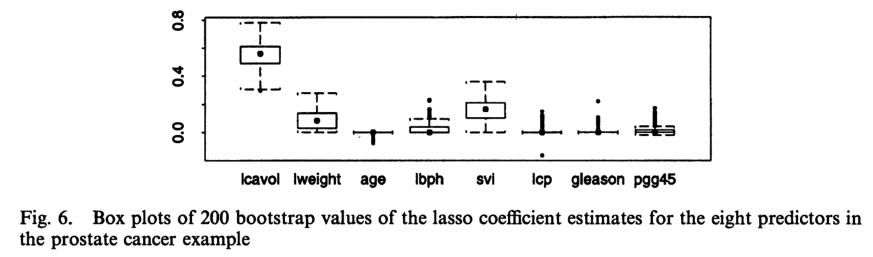 0.8
0.4
0.0
lcavol lweight age lbph svi lcp gleason pgg45
Fig. 6. Box plots of 200 bootstrap values of the lasso coefficient estimates for the eight predictors in
the prostate cancer example